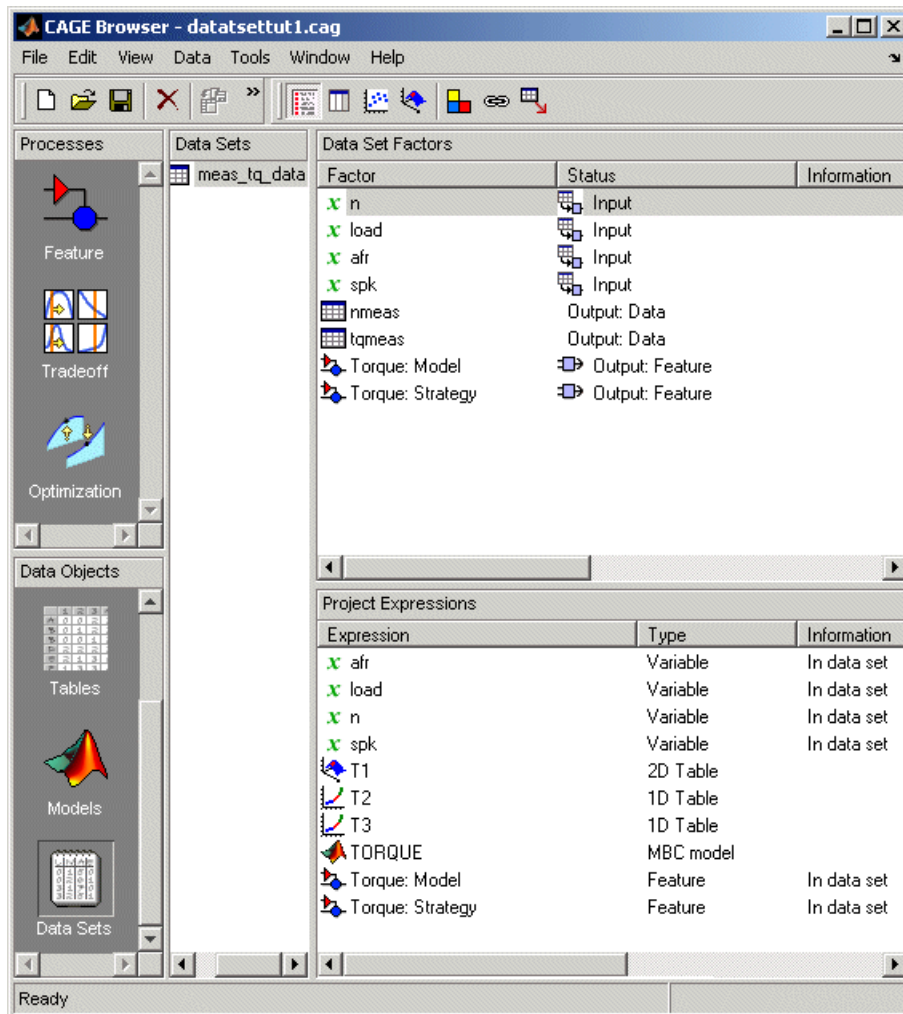 CAGE Browser - datatsettut1.cag
File Edit View Data Tools Window Help
»
Processes
Data Sets
Data Set Factors
meas_tq_data
Factor Status Information
x n Input
x load Input
x afr Input
x spk Input
nmeas Output: Data
tqmeas Output: Data
Torque: Model Output: Feature
Torque: Strategy Output: Feature
Feature
Tradeoff
Optimization
Data Objects
Tables
Models
Data Sets
Project Expressions
Expression Type Information
x afr Variable In data set
x load Variable In data set
x n Variable In data set
x spk Variable In data set
T1 2D Table
T2 1D Table
T3 1D Table
TORQUE MBC model
Torque: Model Feature In data set
Torque: Strategy Feature In data set
Ready